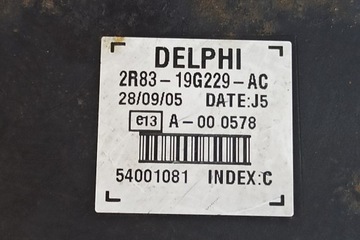 DELPHI
2R83-19G229-AC
28/09/05 DATE:J5
e13 A-00 0578
54001081 INDEX:C